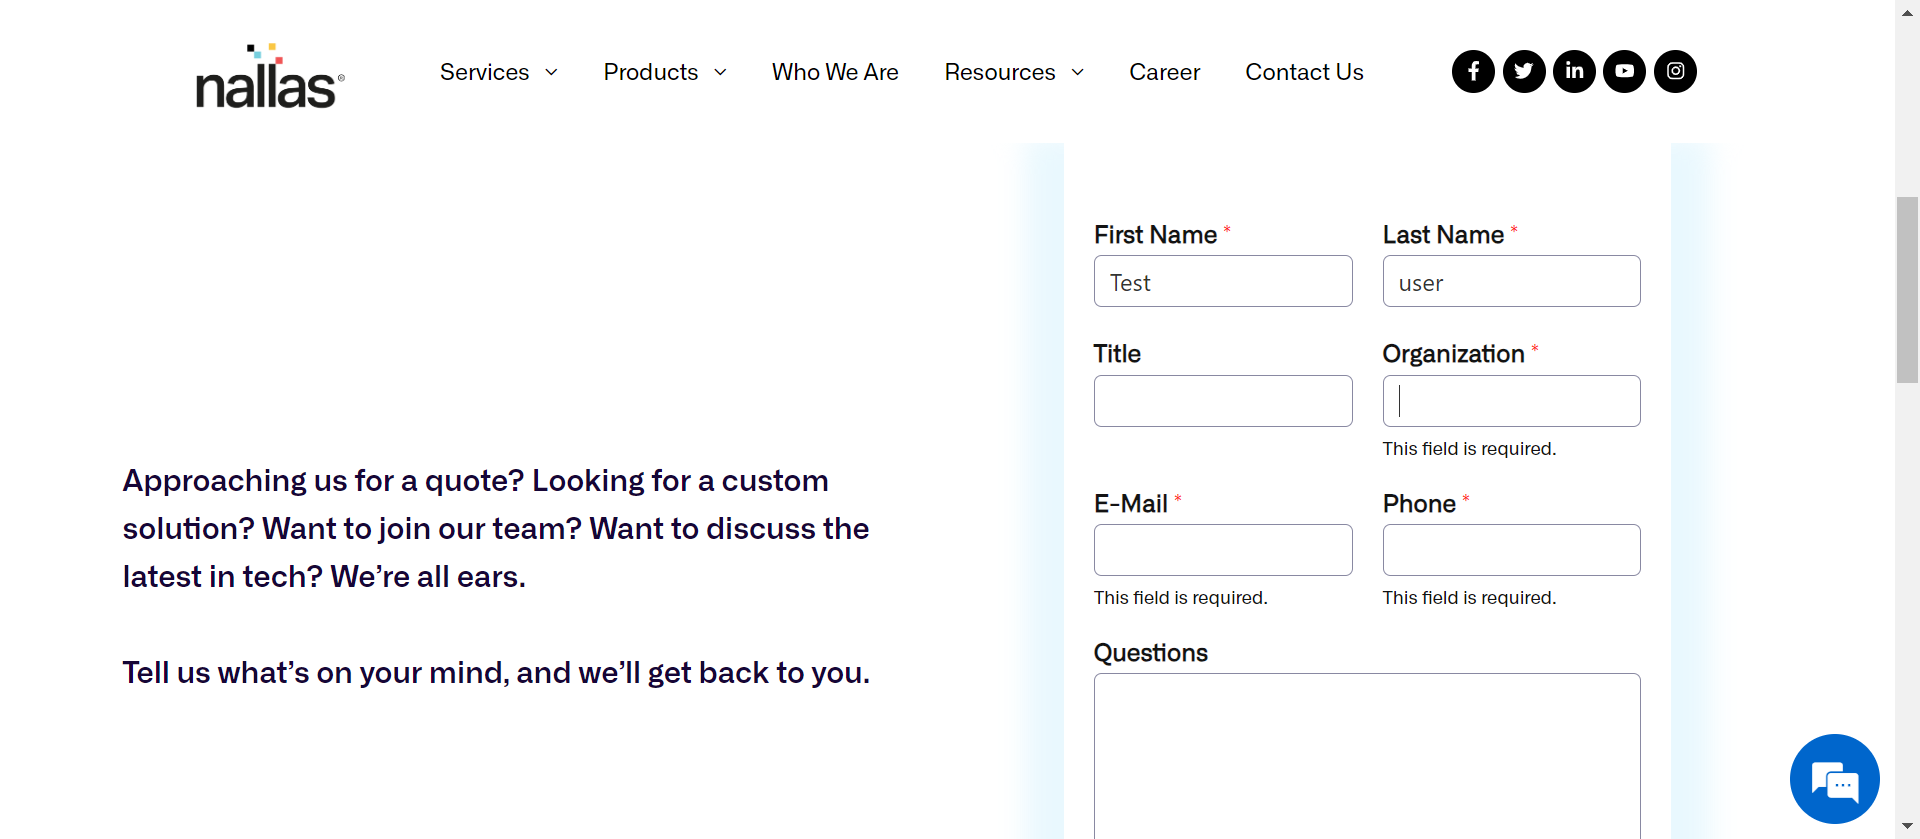 nallas®
Services Products Who We Are Resources Career Contact Us
First Name * Last Name *
Test user
Title Organization *
This field is required.
E-Mail * Phone *
This field is required. This field is required.
Questions
Approaching us for a quote? Looking for a custom
solution? Want to join our team? Want to discuss the
latest in tech? We’re all ears.
Tell us what’s on your mind, and we’ll get back to you.